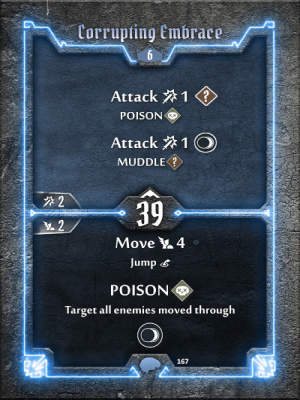 Corrupting Embrace
6
Attack 1 ?
POISON
Attack 1
MUDDLE ?
2
39
2
Move 4
Jump
POISON
Target all enemies moved through
167